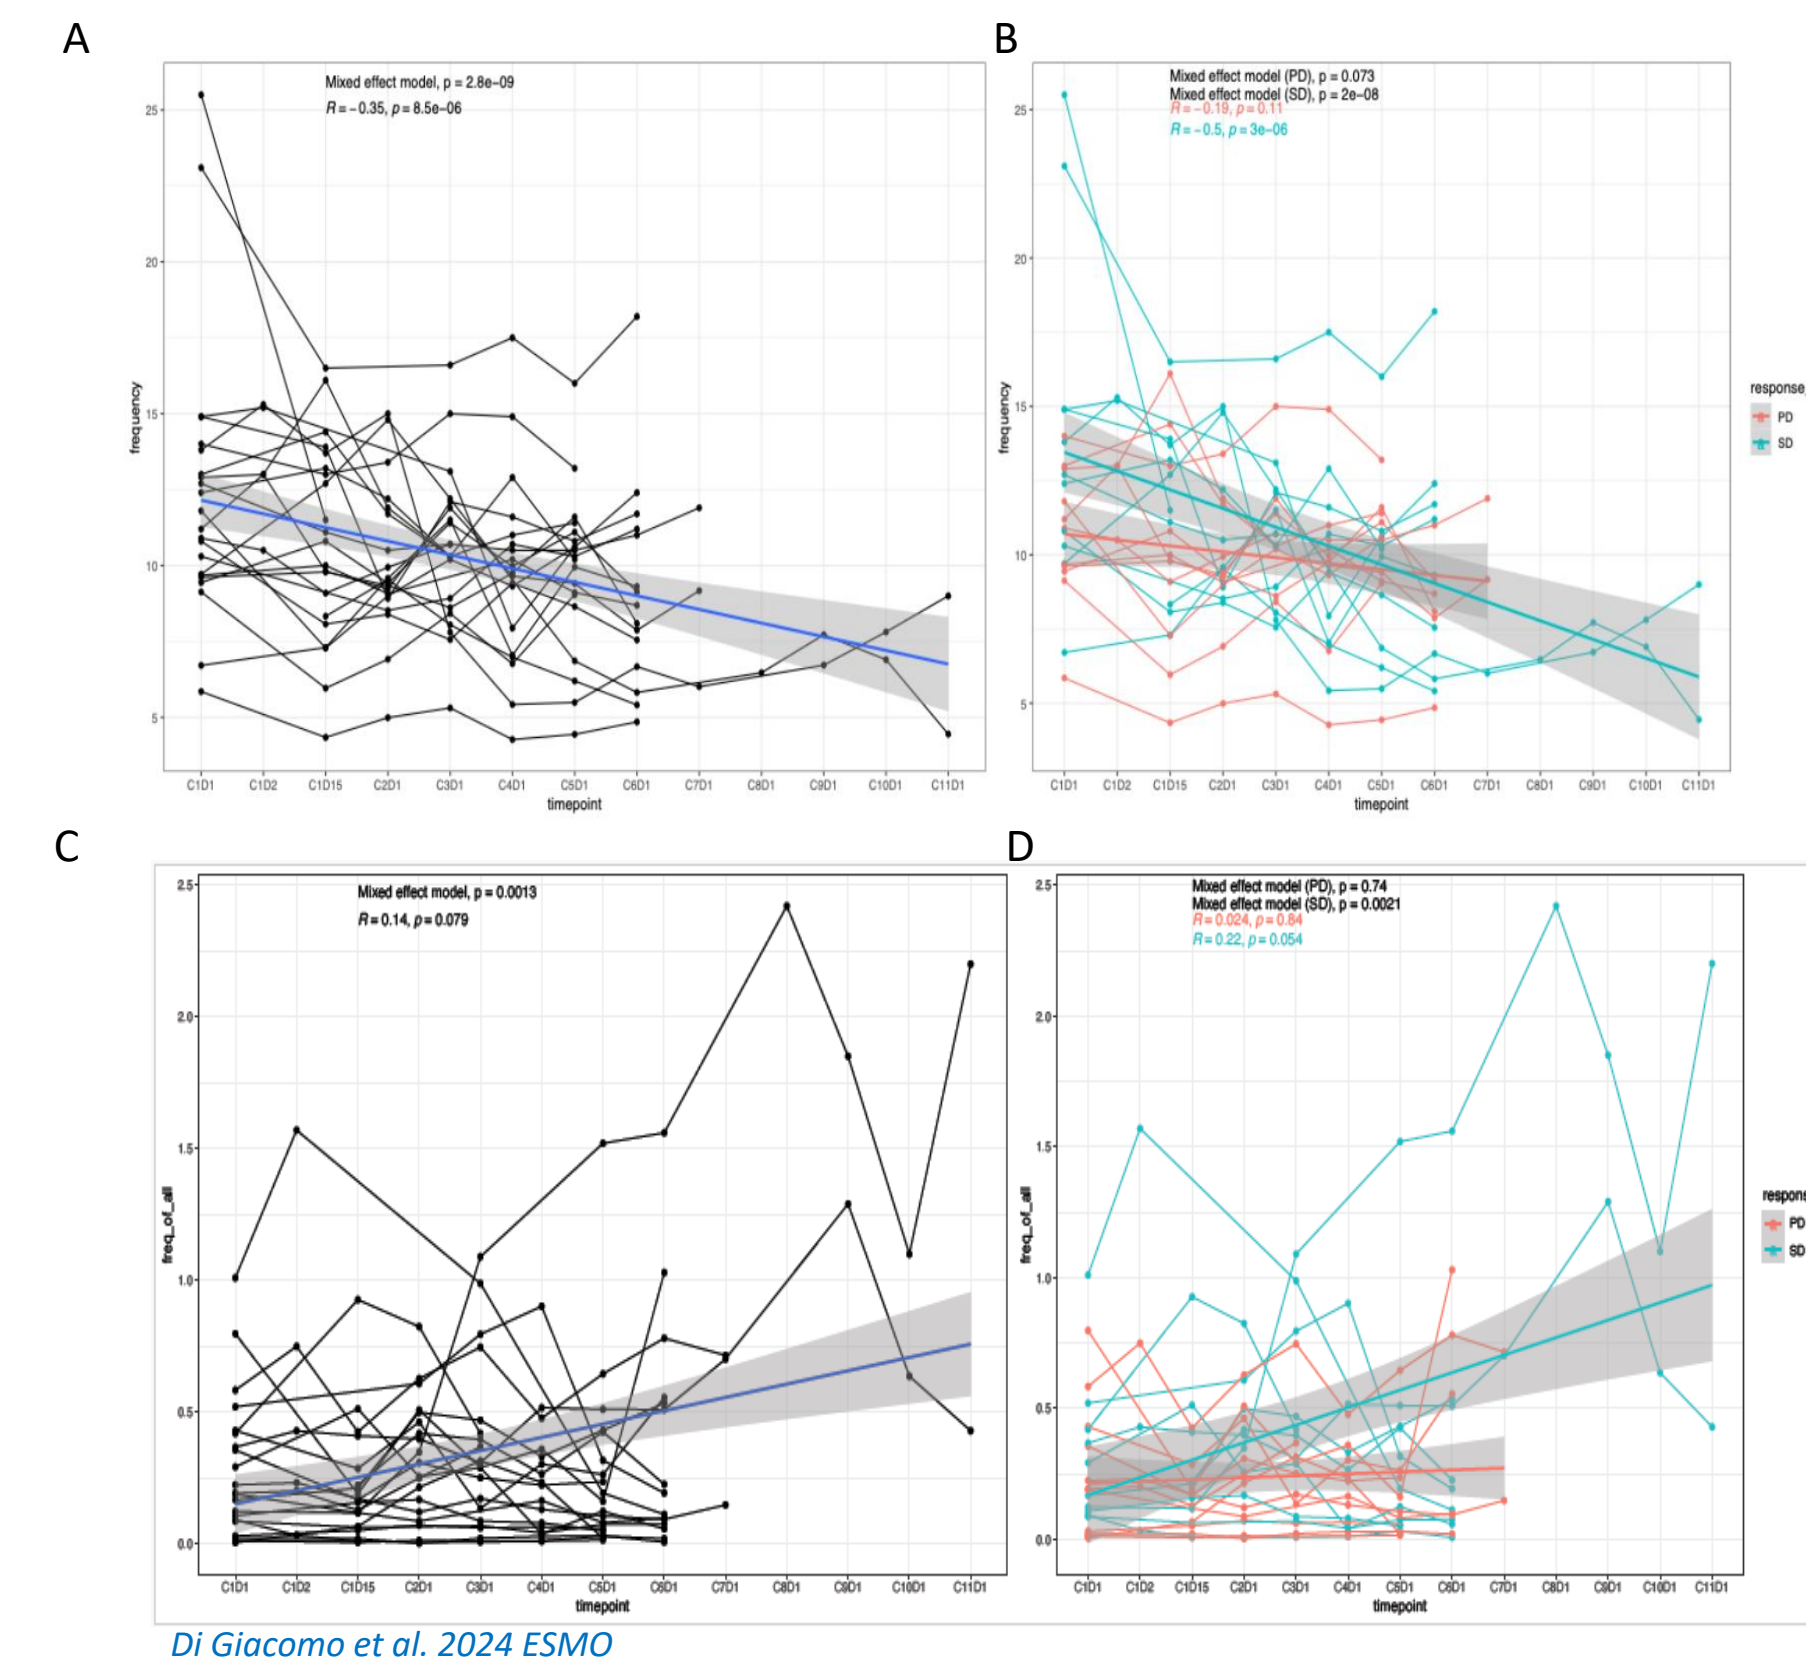 A
Mixed effect model, p = 2.8e−09
R = −0.35, p = 8.5e−06
25
20
15
10
5
frequency
C1D1 C1D2 C1D15 C2D1 C3D1 C4D1 C5D1 C6D1 C7D1 C8D1 C9D1 C10D1 C11D1
timepoint
B
Mixed effect model (PD), p = 0.073
Mixed effect model (SD), p = 2e−08
R = −0.19, p = 0.11
R = −0.5, p = 3e−06
25
20
15
10
5
frequency
C1D1 C1D2 C1D15 C2D1 C3D1 C4D1 C5D1 C6D1 C7D1 C8D1 C9D1 C10D1 C11D1
timepoint
response
PD
SD
C
Mixed effect model, p = 0.0013
R = 0.14, p = 0.079
2.5
2.0
1.5
1.0
0.5
0.0
freq_of_all
C1D1 C1D2 C1D15 C2D1 C3D1 C4D1 C5D1 C6D1 C7D1 C8D1 C9D1 C10D1 C11D1
timepoint
D
Mixed effect model (PD), p = 0.74
Mixed effect model (SD), p = 0.0021
R = 0.024, p = 0.84
R = 0.22, p = 0.054
2.5
2.0
1.5
1.0
0.5
0.0
freq_of_all
C1D1 C1D2 C1D15 C2D1 C3D1 C4D1 C5D1 C6D1 C7D1 C8D1 C9D1 C10D1 C11D1
timepoint
respons
PD
SD
Di Giacomo et al. 2024 ESMO